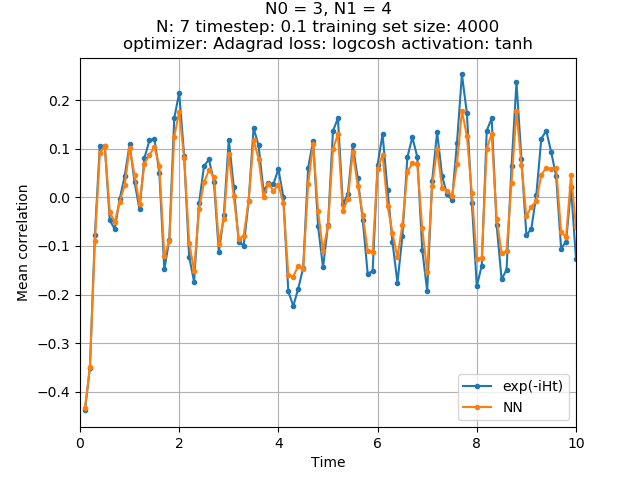 N0 = 3, N1 = 4
N: 7 timestep: 0.1 training set size: 4000
optimizer: Adagrad loss: logcosh activation: tanh
0.2
0.1
0.0
−0.1
−0.2
−0.3
−0.4
Mean correlation
exp(-iHt)
NN
0 2 4 6 8 10
Time